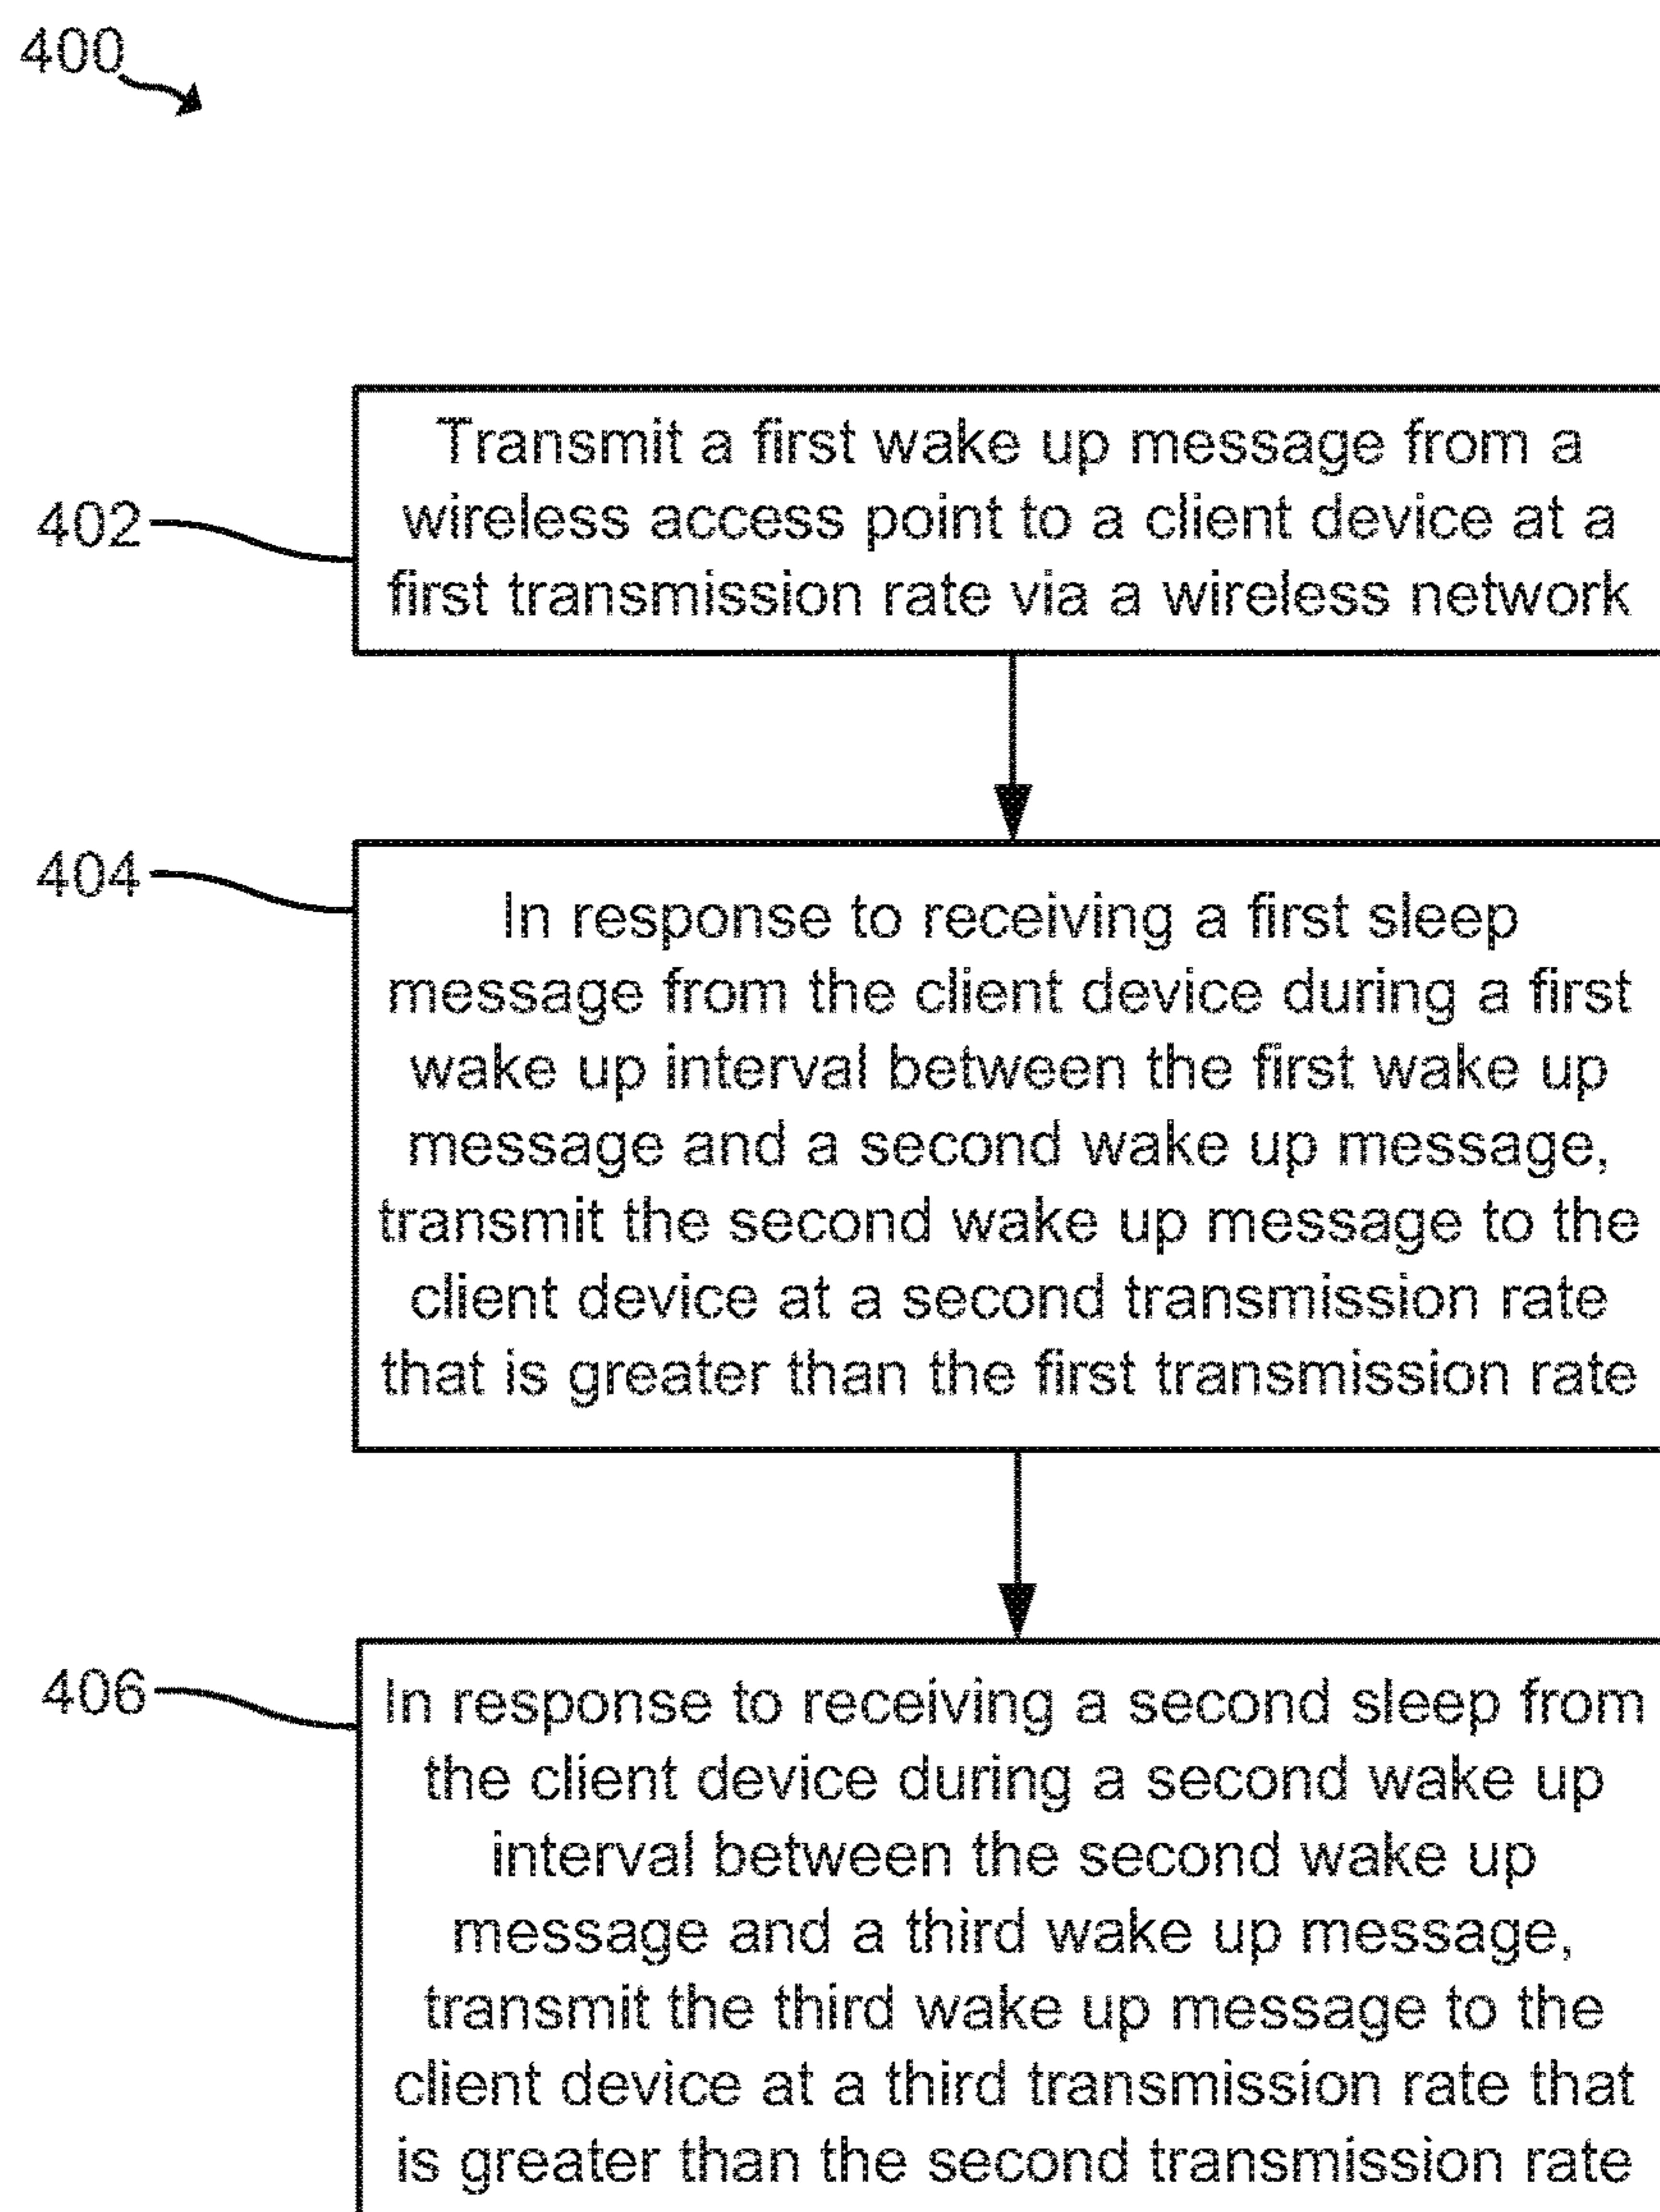 400
402
Transmit a first wake up message from a
wireless access point to a client device at a
first transmission rate via a wireless network
404
In response to receiving a first sleep
message from the client device during a first
wake up interval between the first wake up
message and a second wake up message,
transmit the second wake up message to the
client device at a second transmission rate
that is greater than the first transmission rate
406
In response to receiving a second sleep from
the client device during a second wake up
interval between the second wake up
message and a third wake up message,
transmit the third wake up message to the
client device at a third transmission rate that
is greater than the second transmission rate